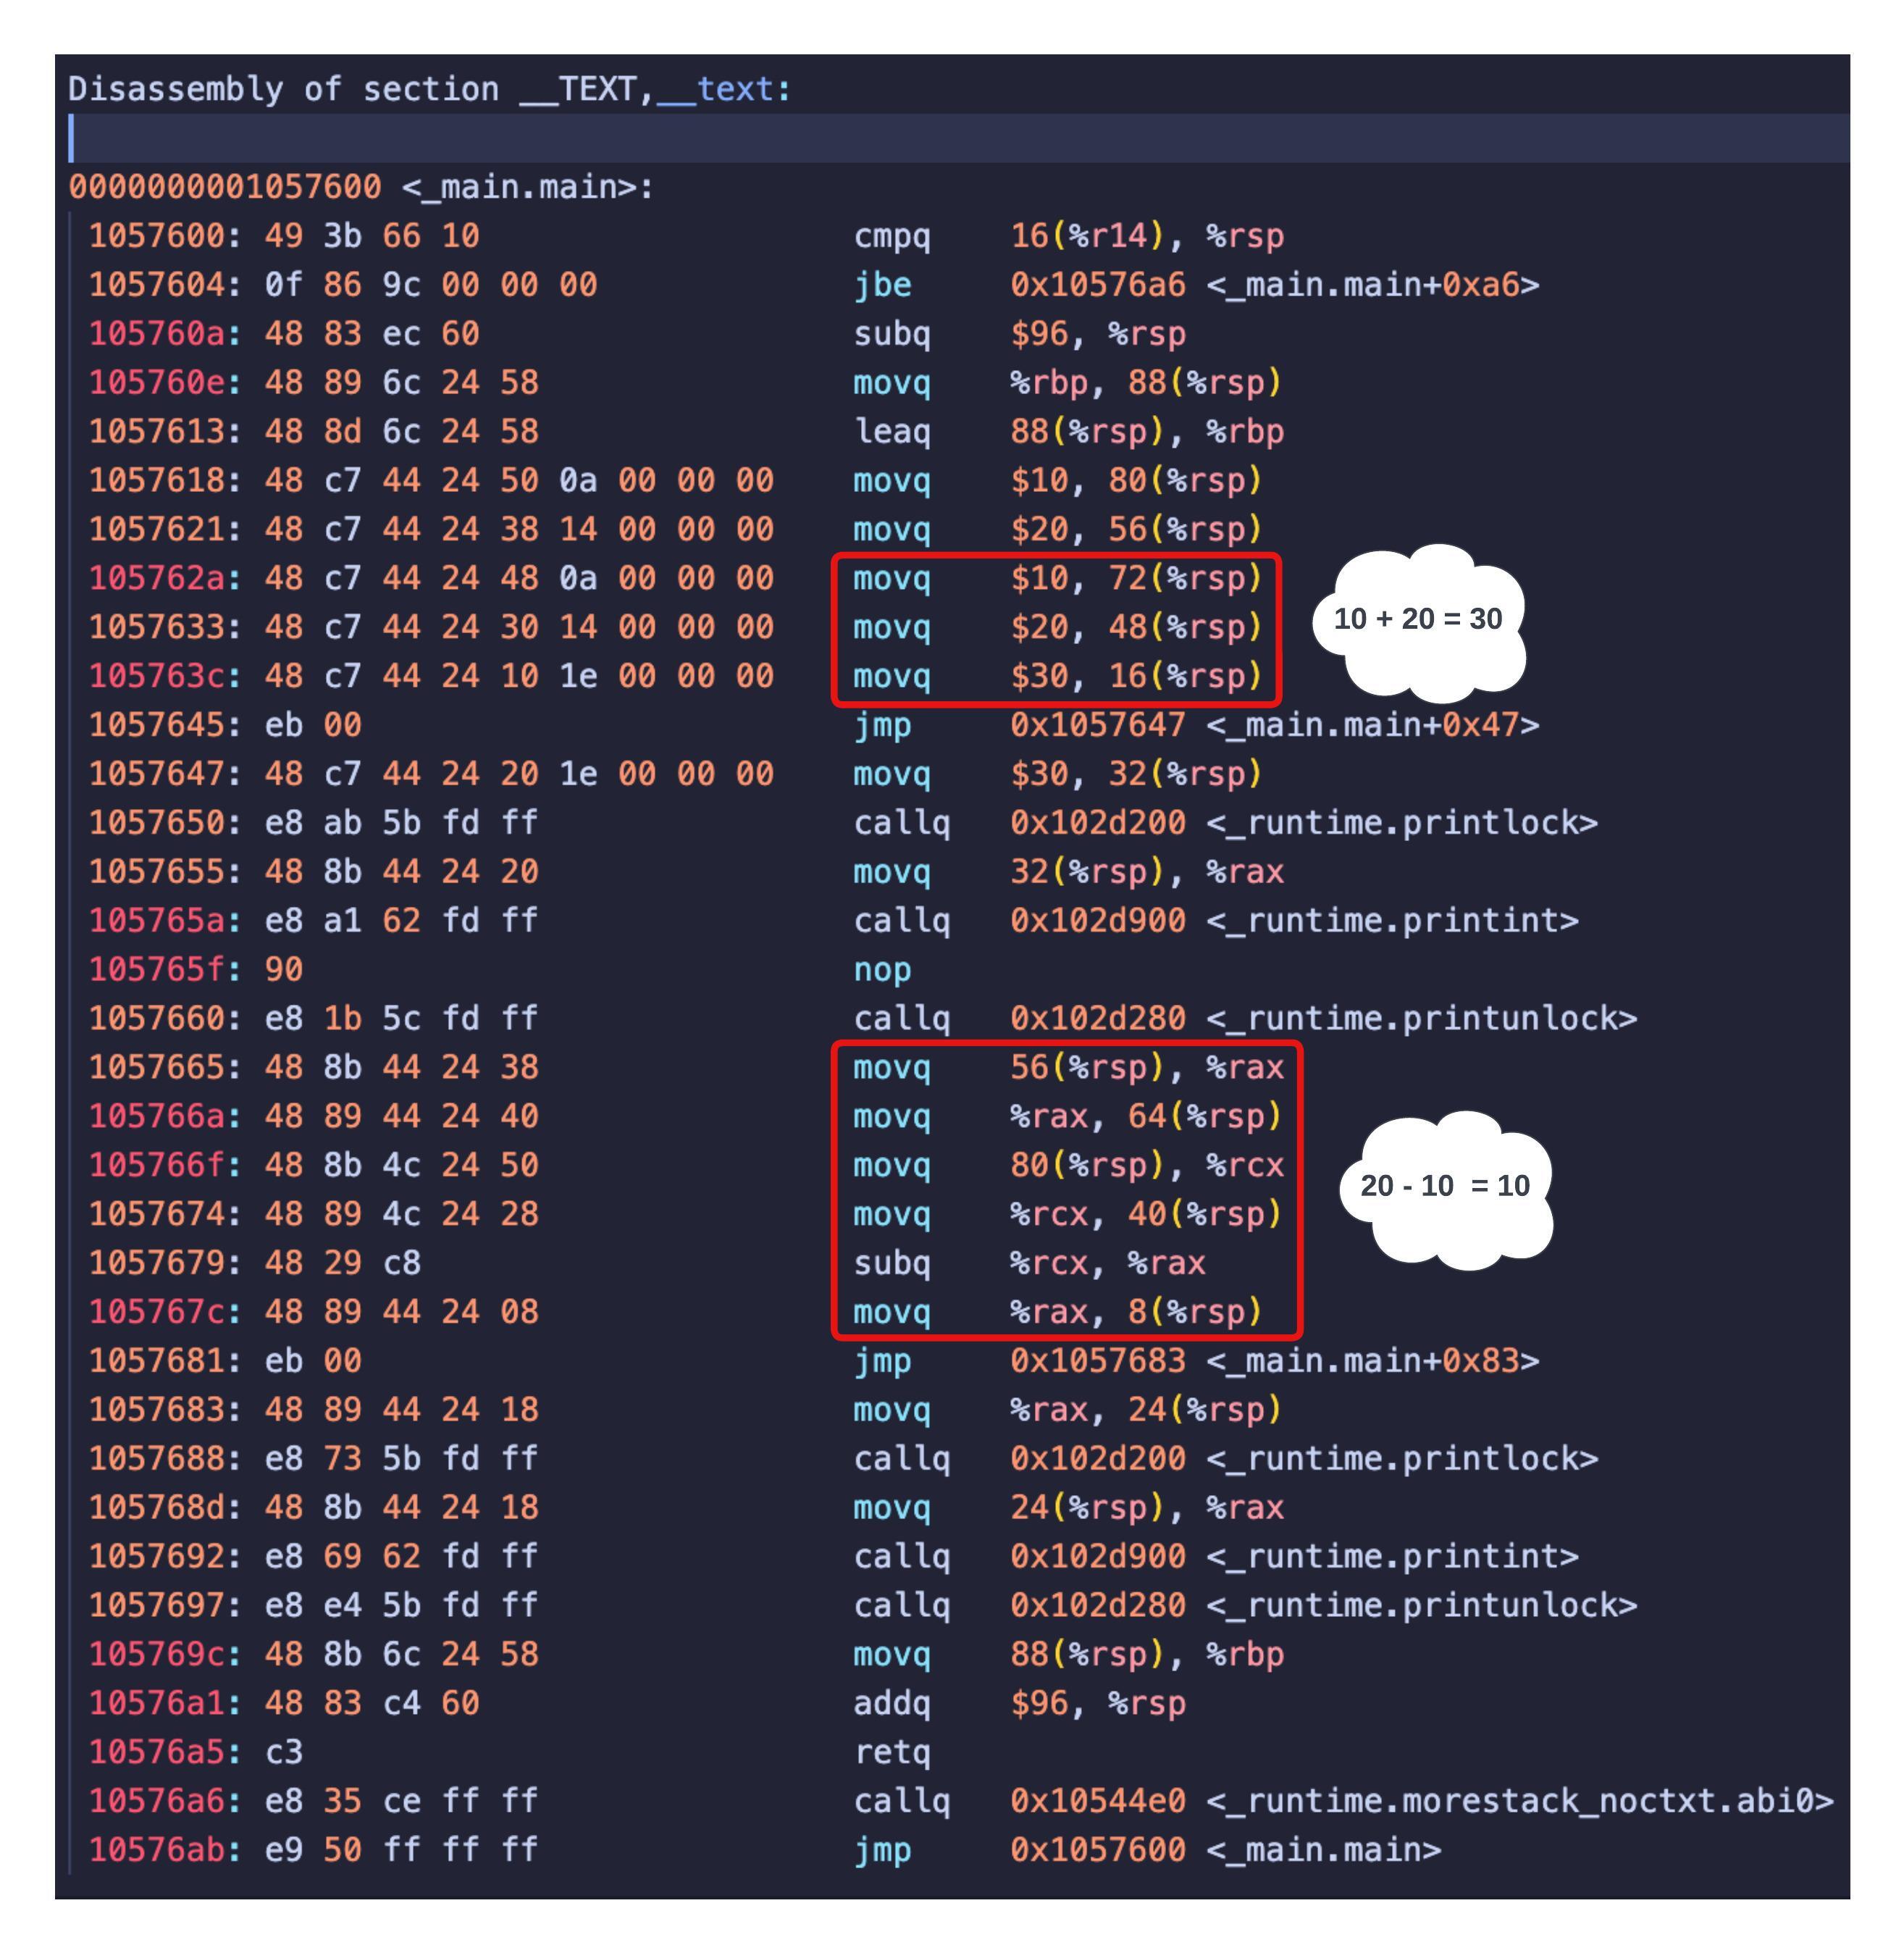 Disassembly of section __TEXT,__text:
0000000001057600 <_main.main>:
1057600: 49 3b 66 10 cmpq 16(%r14), %rsp
1057604: 0f 86 9c 00 00 00 jbe 0x10576a6 <_main.main+0xa6>
105760a: 48 83 ec 60 subq $96, %rsp
105760e: 48 89 6c 24 58 movq %rbp, 88(%rsp)
1057613: 48 8d 6c 24 58 leaq 88(%rsp), %rbp
1057618: 48 c7 44 24 50 0a 00 00 00 movq $10, 80(%rsp)
1057621: 48 c7 44 24 38 14 00 00 00 movq $20, 56(%rsp)
105762a: 48 c7 44 24 48 0a 00 00 00 movq $10, 72(%rsp)
1057633: 48 c7 44 24 30 14 00 00 00 movq $20, 48(%rsp)
10 + 20 = 30
105763c: 48 c7 44 24 10 1e 00 00 00 movq $30, 16(%rsp)
1057645: eb 00 jmp 0x1057647 <_main.main+0x47>
1057647: 48 c7 44 24 20 1e 00 00 00 movq $30, 32(%rsp)
1057650: e8 ab 5b fd ff callq 0x102d200 <_runtime.printlock>
1057655: 48 8b 44 24 20 movq 32(%rsp), %rax
105765a: e8 a1 62 fd ff callq 0x102d900 <_runtime.printint>
105765f: 90 nop
1057660: e8 1b 5c fd ff callq 0x102d280 <_runtime.printunlock>
1057665: 48 8b 44 24 38 movq 56(%rsp), %rax
105766a: 48 89 44 24 40 movq %rax, 64(%rsp)
105766f: 48 8b 4c 24 50 movq 80(%rsp), %rcx
20 - 10 = 10
1057674: 48 89 4c 24 28 movq %rcx, 40(%rsp)
1057679: 48 29 c8 subq %rcx, %rax
105767c: 48 89 44 24 08 movq %rax, 8(%rsp)
1057681: eb 00 jmp 0x1057683 <_main.main+0x83>
1057683: 48 89 44 24 18 movq %rax, 24(%rsp)
1057688: e8 73 5b fd ff callq 0x102d200 <_runtime.printlock>
105768d: 48 8b 44 24 18 movq 24(%rsp), %rax
1057692: e8 69 62 fd ff callq 0x102d900 <_runtime.printint>
1057697: e8 e4 5b fd ff callq 0x102d280 <_runtime.printunlock>
105769c: 48 8b 6c 24 58 movq 88(%rsp), %rbp
10576a1: 48 83 c4 60 addq $96, %rsp
10576a5: c3 retq
10576a6: e8 35 ce ff ff callq 0x10544e0 <_runtime.morestack_noctxt.abi0>
10576ab: e9 50 ff ff ff jmp 0x1057600 <_main.main>